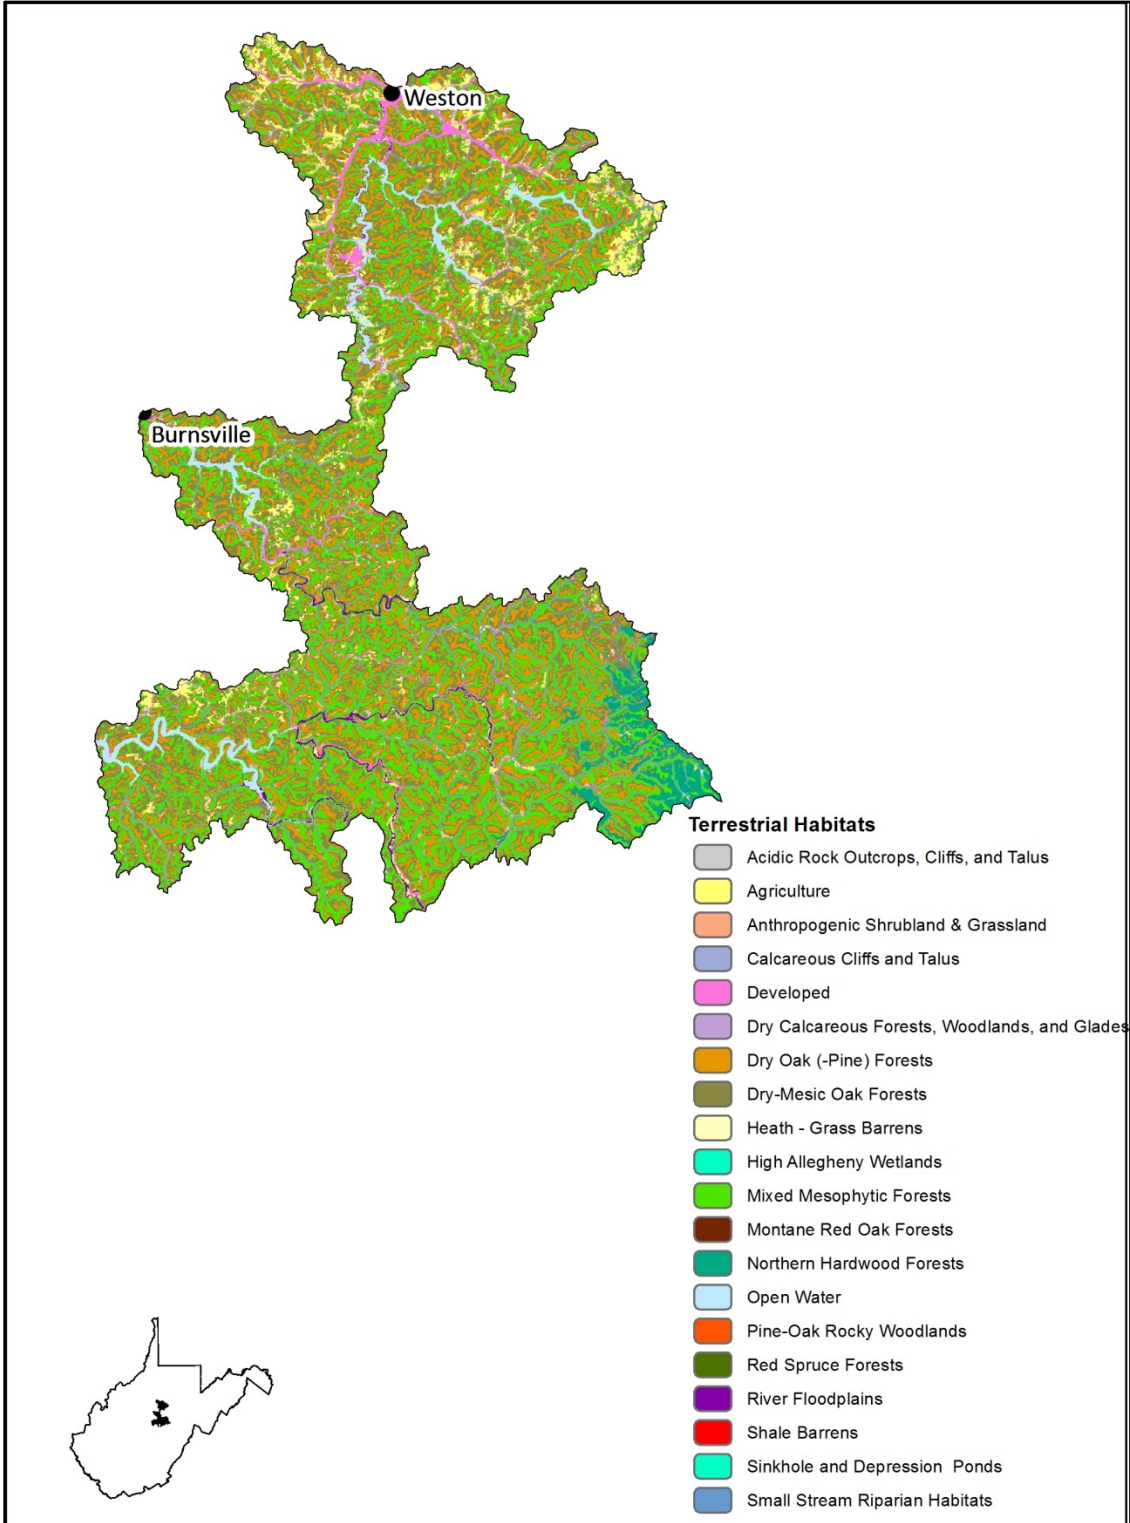 Weston
Burnsville
Terrestrial Habitats
Acidic Rock Outcrops, Cliffs, and Talus
Agriculture
Anthropogenic Shrubland & Grassland
Calcareous Cliffs and Talus
Developed
Dry Calcareous Forests, Woodlands, and Glades
Dry Oak (-Pine) Forests
Dry-Mesic Oak Forests
Heath - Grass Barrens
High Allegheny Wetlands
Mixed Mesophytic Forests
Montane Red Oak Forests
Northern Hardwood Forests
Open Water
Pine-Oak Rocky Woodlands
Red Spruce Forests
River Floodplains
Shale Barrens
Sinkhole and Depression  Ponds
Small Stream Riparian Habitats